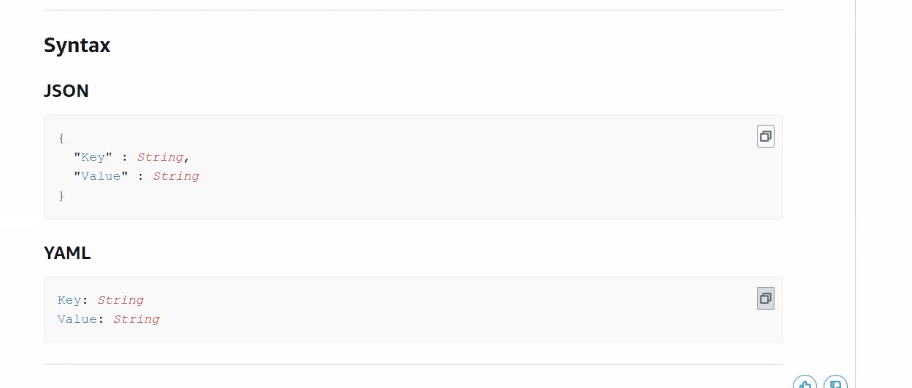 Syntax
JSON
{
"Key" : String,
"Value" : String
}
YAML
Key: String
Value: String